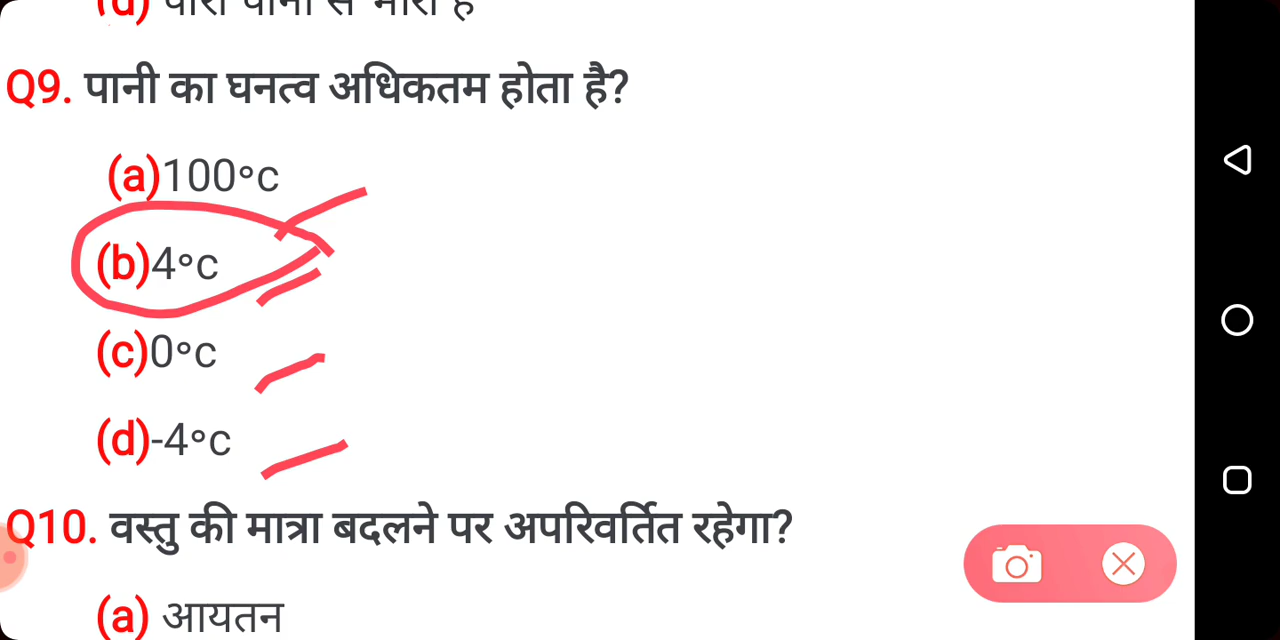 Q9. पानी का घनत्व अधिकतम होता है?
(a)100°c
(b)4°c
(c)0°c
(d)-4°c
Q10. वस्तु की मात्रा बदलने पर अपरिवर्तित रहेगा?
(a) आयतन